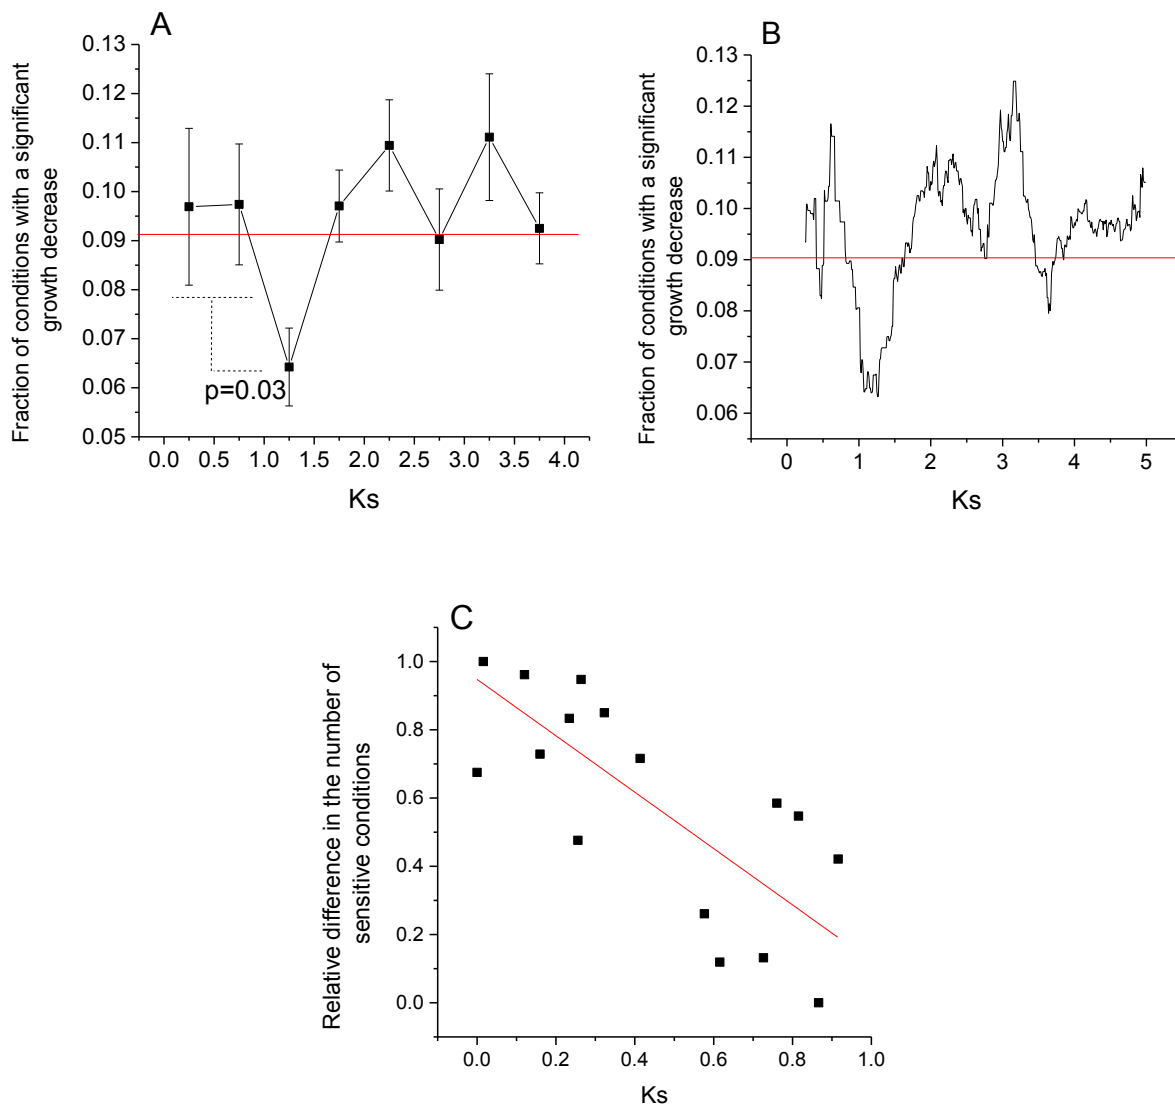 A
Fraction of conditions with a significant
growth decrease
0.13
0.12
0.11
0.10
0.09
0.08
0.07
0.06
0.05
p=0.03
0.0 0.5 1.0 1.5 2.0 2.5 3.0 3.5 4.0
Ks
B
Fraction of conditions with a significant
growth decrease
0.13
0.12
0.11
0.10
0.09
0.08
0.07
0.06
0 1 2 3 4 5
Ks
C
Relative difference in the number of
sensitive conditions
1.0
0.8
0.6
0.4
0.2
0.0
0.0 0.2 0.4 0.6 0.8 1.0
Ks